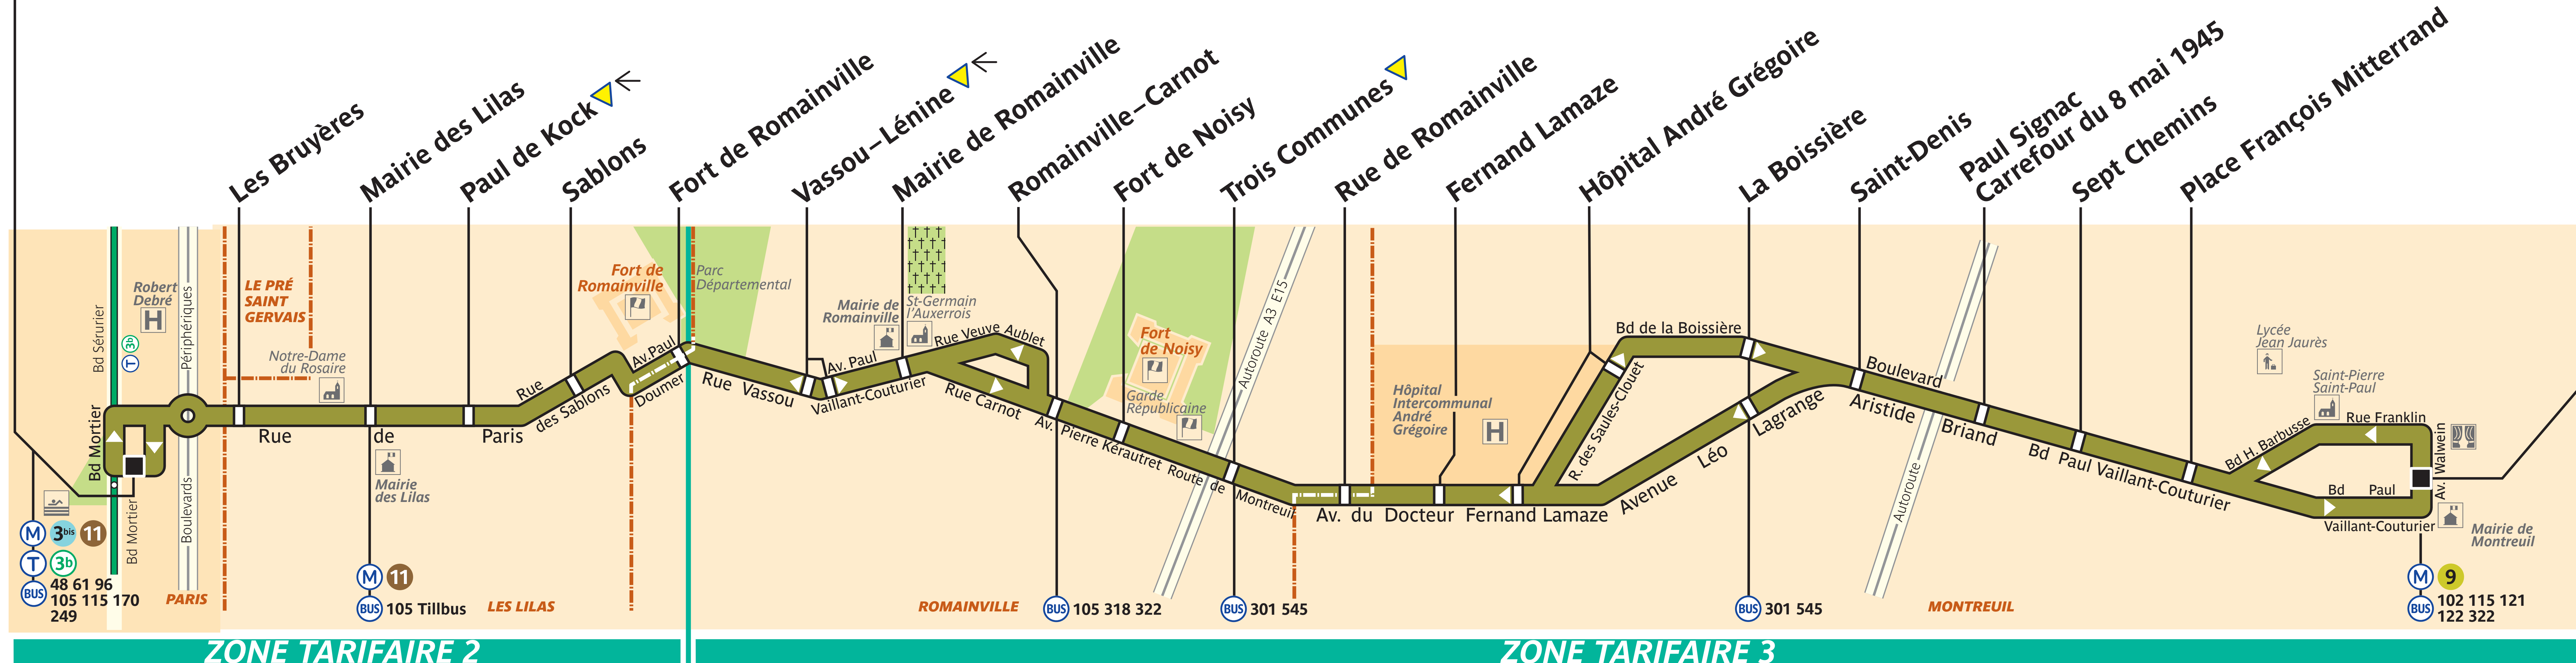 Les Bruyères
Mairie des Lilas
Paul de Kock
Sablons
Fort de Romainville
Vassou–Lénine
Mairie de Romainville
Romainville–Carnot
Fort de Noisy
Trois Communes
Rue de Romainville
Fernand Lamaze
Hôpital André Grégoire
La Boissière
Saint-Denis
Paul Signac
Carrefour du 8 mai 1945
Sept Chemins
Place François Mitterrand
Bd Sérurier
Robert
Debré
H
T 3b
Périphériques
Boulevards
Bd Mortier
Bd Mortier
M 3bis 11
T 3b
BUS 48 61 96
105 115 170
249
PARIS
LE PRÉ
SAINT
GERVAIS
Notre-Dame
du Rosaire
Rue de Paris
Mairie
des Lilas
M 11
BUS 105 Tillbus
LES LILAS
Rue
des Sablons
Fort de
Romainville
Av. Paul
Doumer
Parc
Départemental
Rue Vassou
Mairie de
Romainville
St-Germain
l'Auxerrois
Av. Paul
Vaillant-Couturier
Rue Veuve Aublet
Rue Carnot
ROMAINVILLE
BUS 105 318 322
Fort
de Noisy
Garde
Républicaine
Av. Pierre Kérautret Route de Montreuil
Autoroute A3 E15
BUS 301 545
Hôpital
Intercommunal
André
Grégoire
H
Av. du Docteur Fernand Lamaze
R. des Saules-Clouet
Bd de la Boissière
Avenue Léo Lagrange
BUS 301 545
Boulevard
Aristide Briand
Autoroute
MONTREUIL
Bd Paul Vaillant-Couturier
Lycée
Jean Jaurès
Saint-Pierre
Saint-Paul
Bd H. Barbusse
Rue Franklin
Av. Walwein
Bd Paul
Vaillant-Couturier
Mairie de
Montreuil
M 9
BUS 102 115 121
122 322
ZONE TARIFAIRE 2
ZONE TARIFAIRE 3